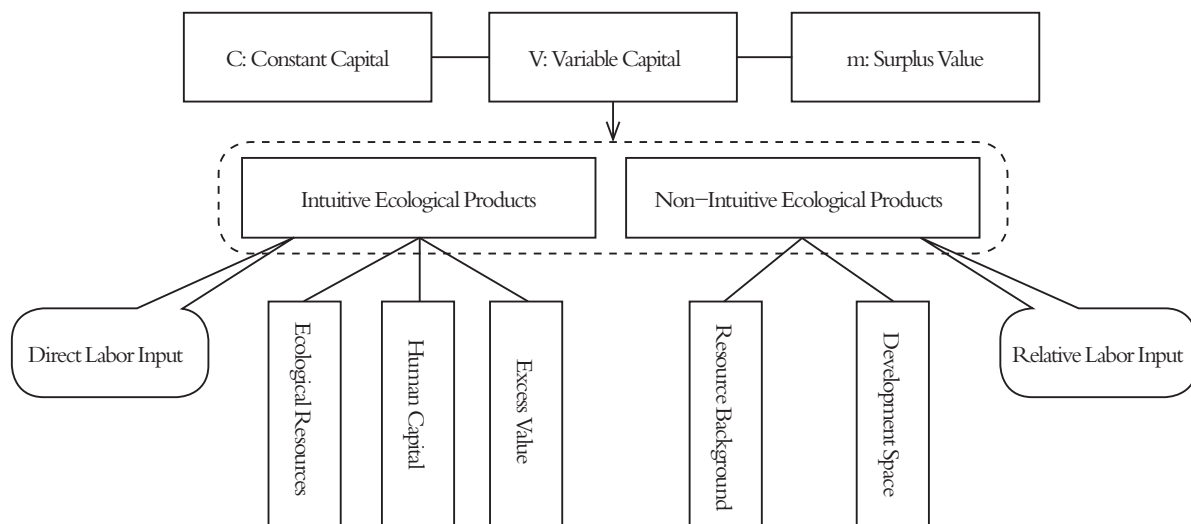 C: Constant Capital
V: Variable Capital
m: Surplus Value
Intuitive Ecological Products
Non−Intuitive Ecological Products
Direct Labor Input
Ecological Resources
Human Capital
Excess Value
Resource Background
Development Space
Relative Labor Input